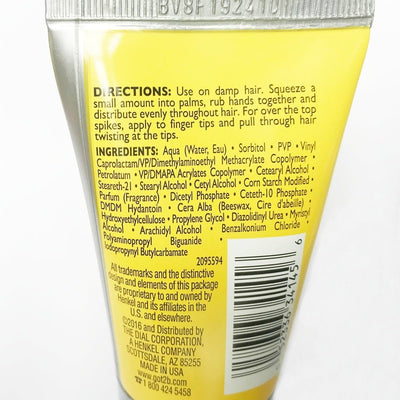 BV8F192410
DIRECTIONS: Use on damp hair. Squeeze a
small amount into palms, rub hands together and
distribute evenly throughout hair. For over the top
spikes, apply to finger tips and pull through hair
twisting at the tips.
INGREDIENTS: Aqua (Water, Eau) • Sorbitol • PVP • Vinyl
Caprolactam/VP/Dimethylaminoethyl Methacrylate Copolymer •
Petrolatum • VP/DMAPA Acrylates Copolymer • Cetearyl Alcohol •
Steareth-21 • Stearyl Alcohol • Cetyl Alcohol • Corn Starch Modified •
Parfum (Fragrance) • Dicetyl Phosphate • Ceteth-10 Phosphate •
DMDM Hydantoin • Cera Alba (Beeswax, Cire d'abeille) •
Hydroxyethylcellulose • Propylene Glycol • Diazolidinyl Urea • Myristyl
Alcohol • Arachidyl Alcohol • Benzalkonium Chloride •
Polyaminopropyl Biguanide •
Iodopropynyl Butylcarbamate
2095594
All trademarks and the distinctive
design and elements of this package
are proprietary to and owned by
Henkel and its affiliates in the
U.S. and elsewhere.
©2018 and Distributed by
THE DIAL CORPORATION,
A HENKEL COMPANY
SCOTTSDALE, AZ 85255
MADE IN USA
www.got2b.com
☎ 1 800 424 5458